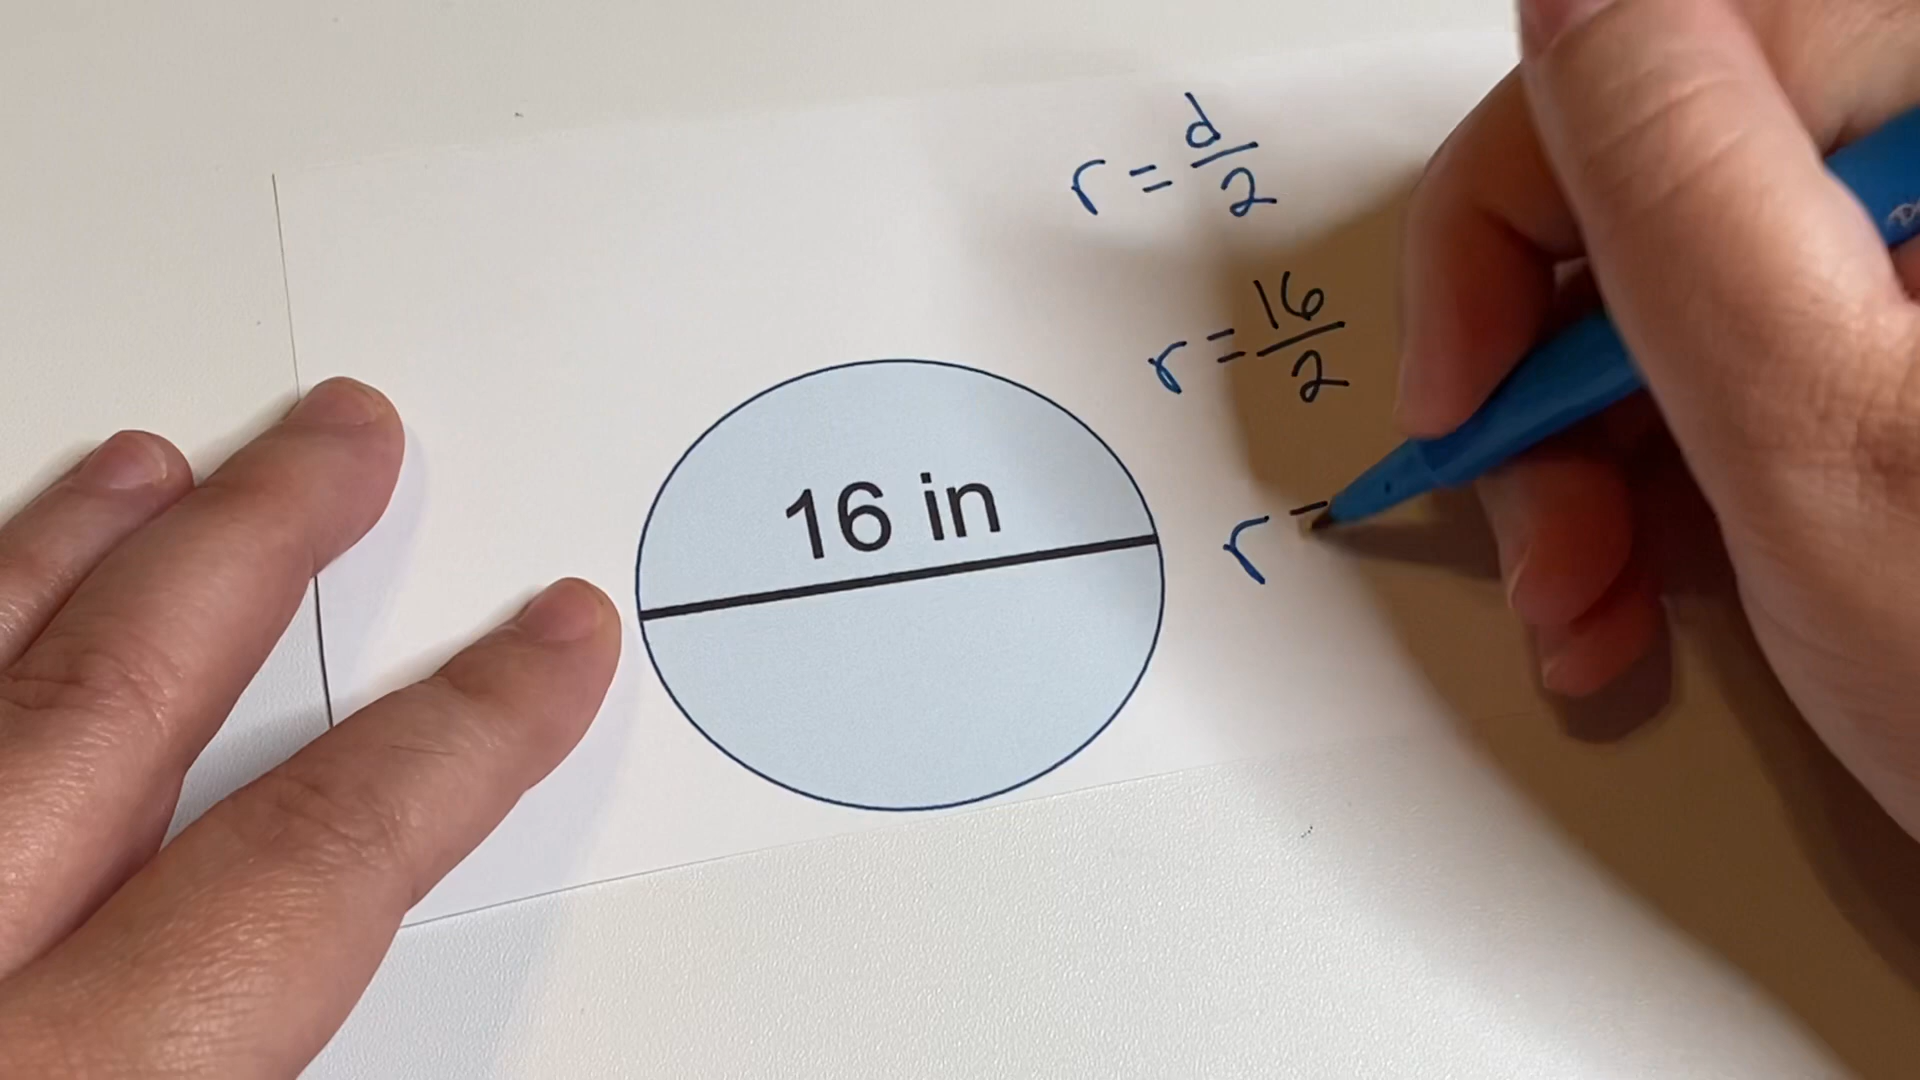 r = d/2
r = 16/2
16 in
r =